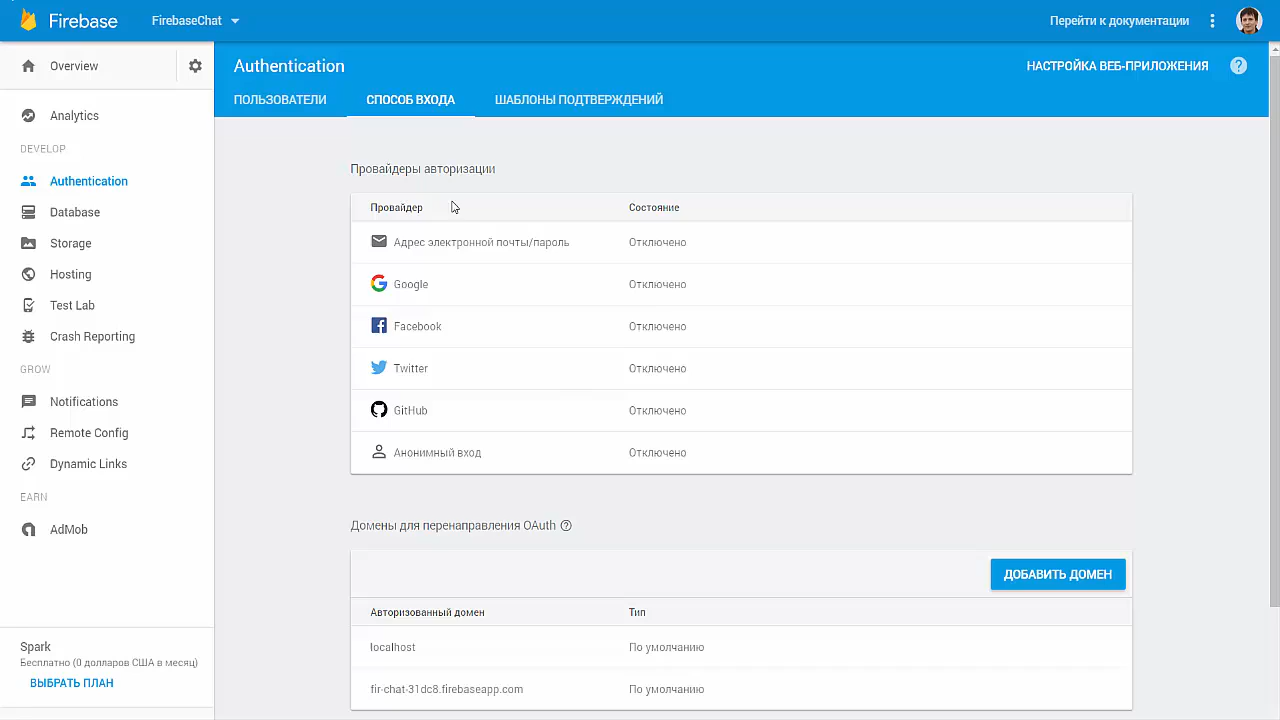 Firebase
FirebaseChat
Перейти к документации
Overview
Authentication
НАСТРОЙКА ВЕБ-ПРИЛОЖЕНИЯ
ПОЛЬЗОВАТЕЛИ
СПОСОБ ВХОДА
ШАБЛОНЫ ПОДТВЕРЖДЕНИЙ
Analytics
DEVELOP
Authentication
Database
Storage
Hosting
Test Lab
Crash Reporting
GROW
Notifications
Remote Config
Dynamic Links
EARN
AdMob
Spark
Бесплатно (0 долларов США в месяц)
ВЫБРАТЬ ПЛАН
Провайдеры авторизации
Провайдер Состояние
Адрес электронной почты/пароль Отключено
Google Отключено
Facebook Отключено
Twitter Отключено
GitHub Отключено
Анонимный вход Отключено
Домены для перенаправления OAuth
ДОБАВИТЬ ДОМЕН
Авторизованный домен Тип
localhost По умолчанию
fir-chat-31dc8.firebaseapp.com По умолчанию